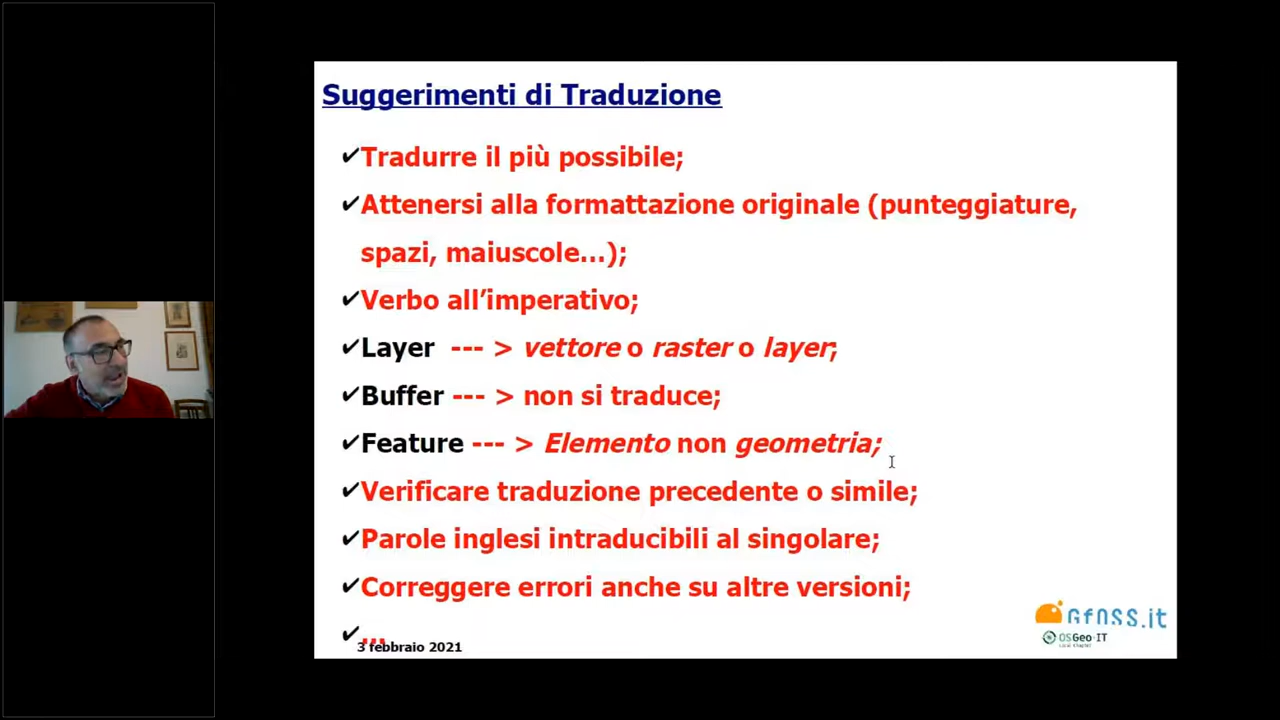 Suggerimenti di Traduzione
✔Tradurre il più possibile;
✔Attenersi alla formattazione originale (punteggiature,
spazi, maiuscole...);
✔Verbo all’imperativo;
✔Layer --- > vettore o raster o layer;
✔Buffer --- > non si traduce;
✔Feature --- > Elemento non geometria;
✔Verificare traduzione precedente o simile;
✔Parole inglesi intraducibili al singolare;
✔Correggere errori anche su altre versioni;
✔...
3 febbraio 2021
GFOSS.it
OSGeo-IT